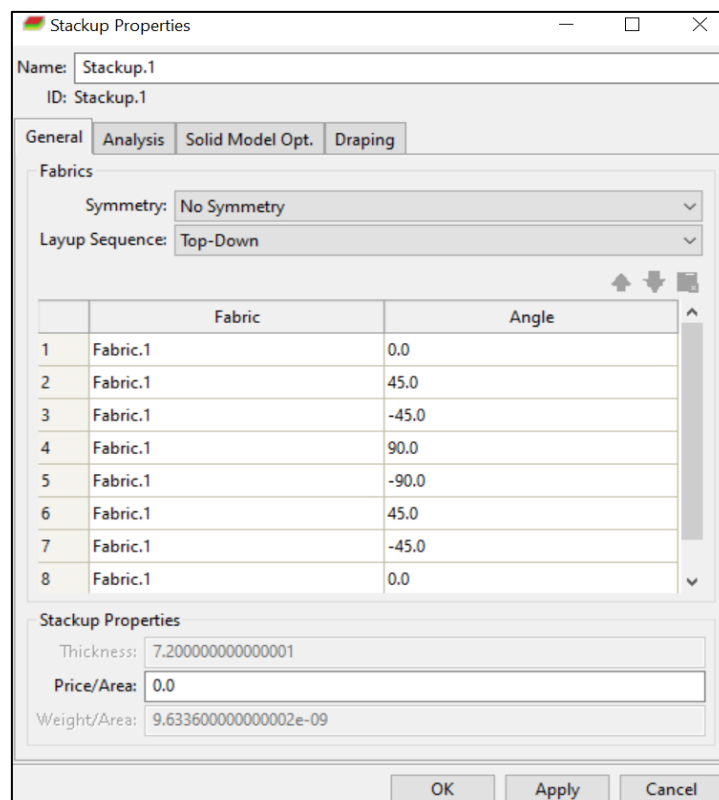 Stackup Properties
Name: Stackup.1
ID: Stackup.1
General Analysis Solid Model Opt. Draping
Fabrics
Symmetry: No Symmetry
Layup Sequence: Top-Down
Fabric Angle
1 Fabric.1 0.0
2 Fabric.1 45.0
3 Fabric.1 -45.0
4 Fabric.1 90.0
5 Fabric.1 -90.0
6 Fabric.1 45.0
7 Fabric.1 -45.0
8 Fabric.1 0.0
Stackup Properties
Thickness: 7.200000000000001
Price/Area: 0.0
Weight/Area: 9.633600000000002e-09
OK Apply Cancel